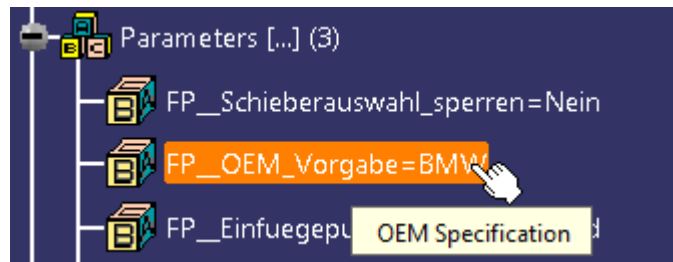 Parameters [...] (3)
FP__Schieberauswahl_sperren=Nein
FP__OEM_Vorgabe=BMW
FP__Einfuegepu
OEM Specification